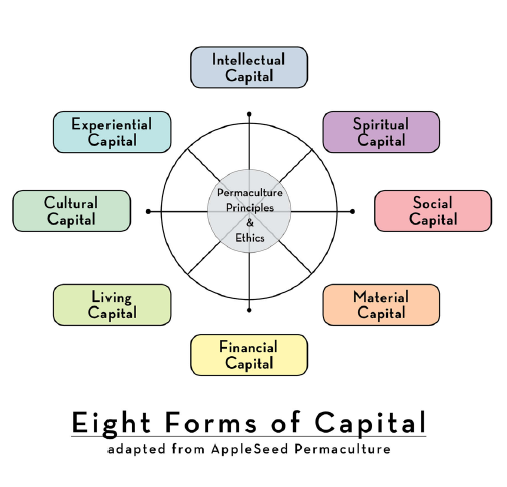 Intellectual
Capital
Experiential
Capital
Spiritual
Capital
Permaculture
Principles
&
Ethics
Cultural
Capital
Social
Capital
Living
Capital
Material
Capital
Financial
Capital
Eight Forms of Capital
adapted from AppleSeed Permaculture